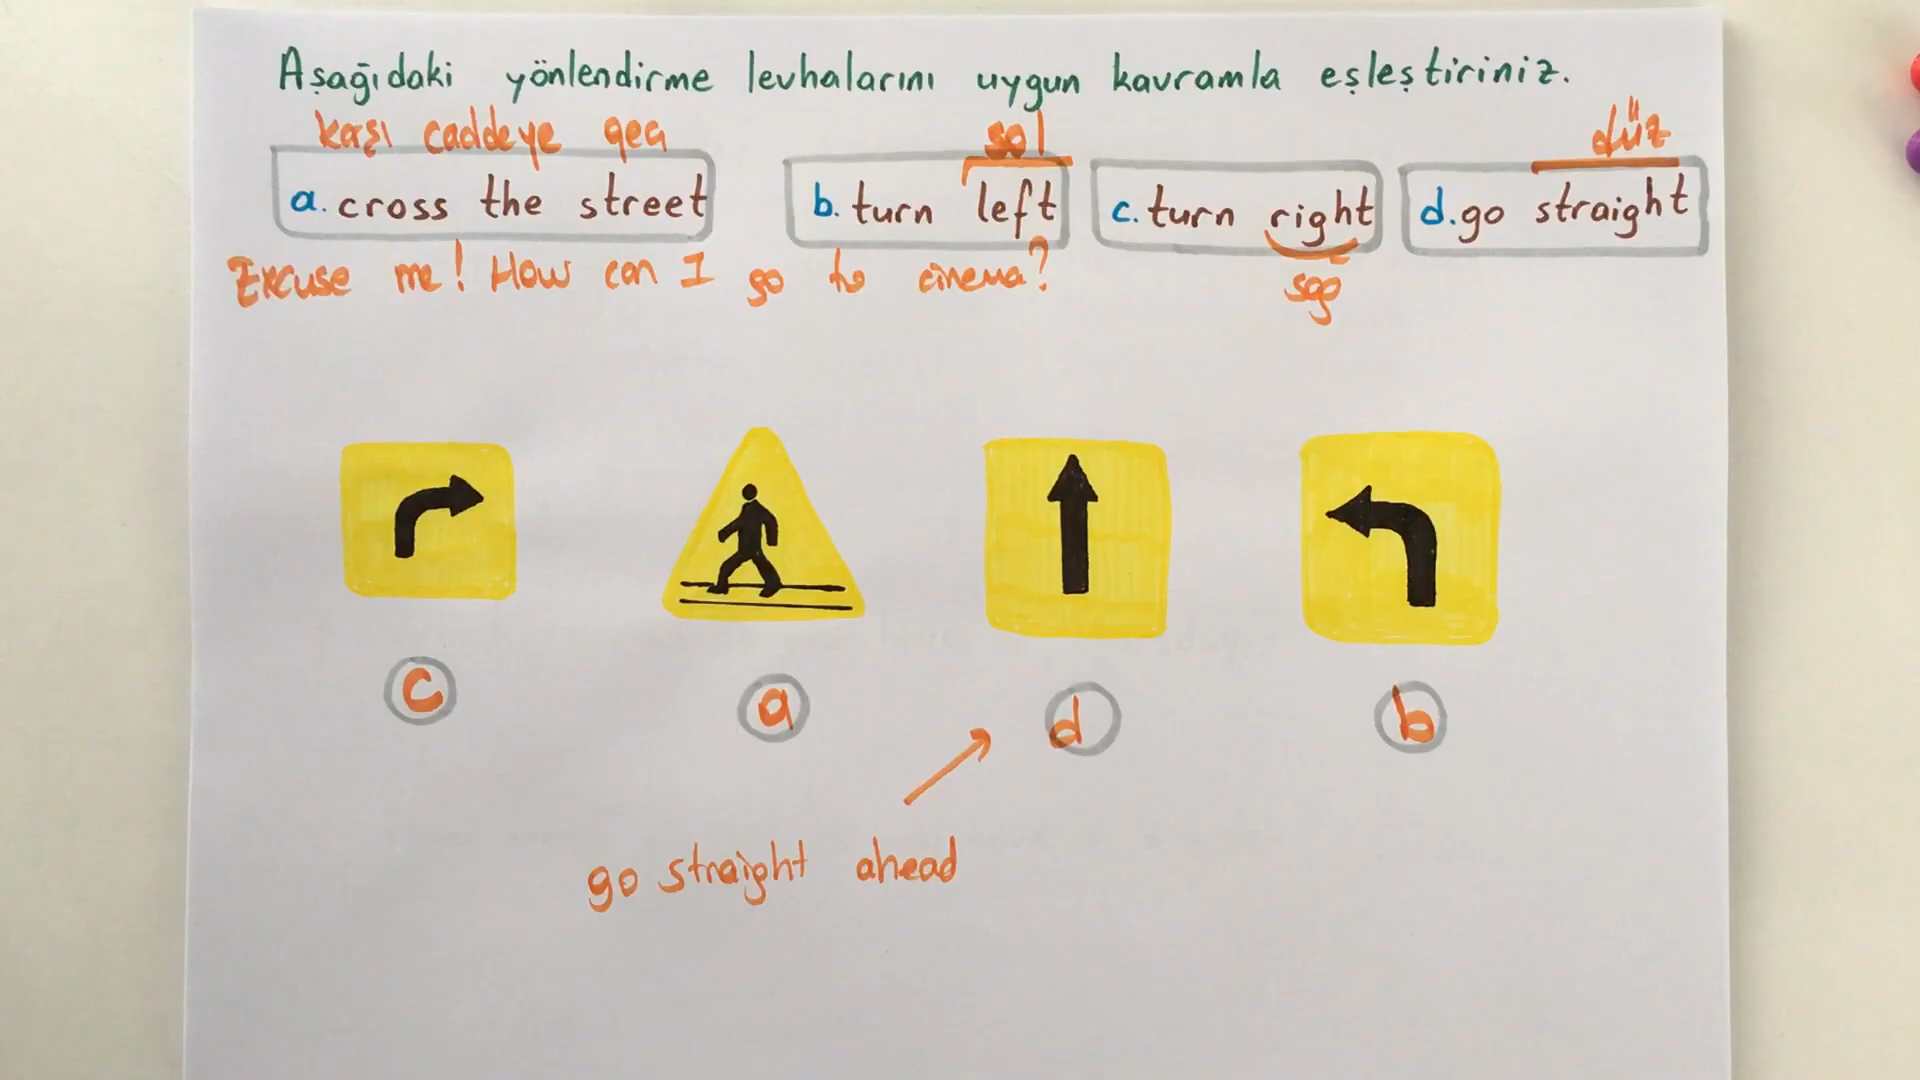 Aşağıdaki yönlendirme levhalarını uygun kavramla eşleştiriniz.
karşı caddeye geç sol düz
a. cross the street b. turn left c. turn right d. go straight
Excuse me! How can I go to cinema? sağ
c a d b
go straight ahead